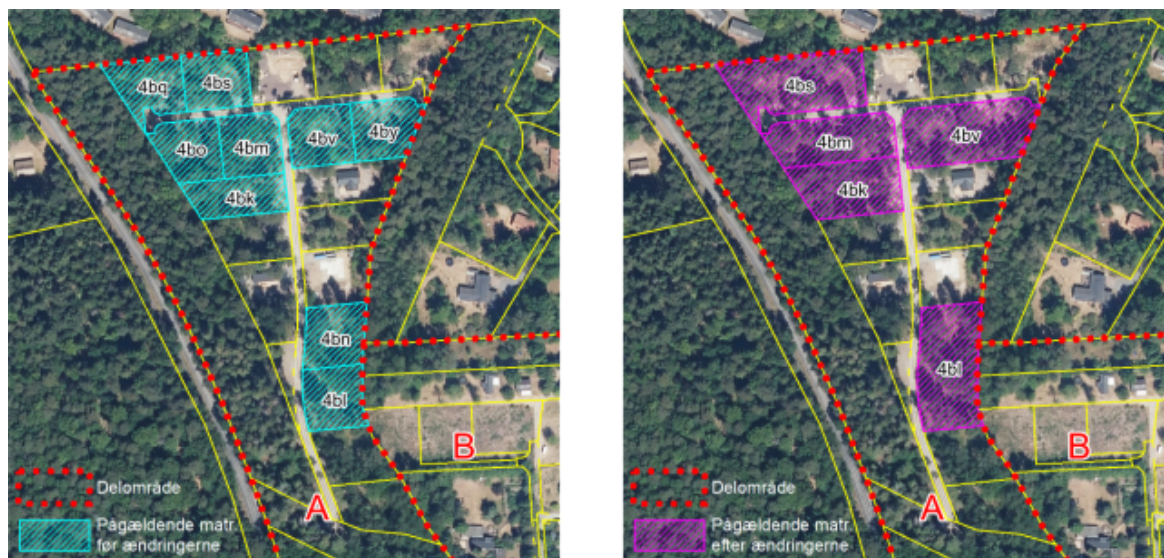 4bq 4bs
4bo 4bm 4bv 4by
4bk
4bn
4bl
B
A
Delområde
Pågældende matr.
før ændringerne
4bs
4bm 4bv
4bk
4bl
B
A
Delområde
Pågældende matr.
efter ændringerne